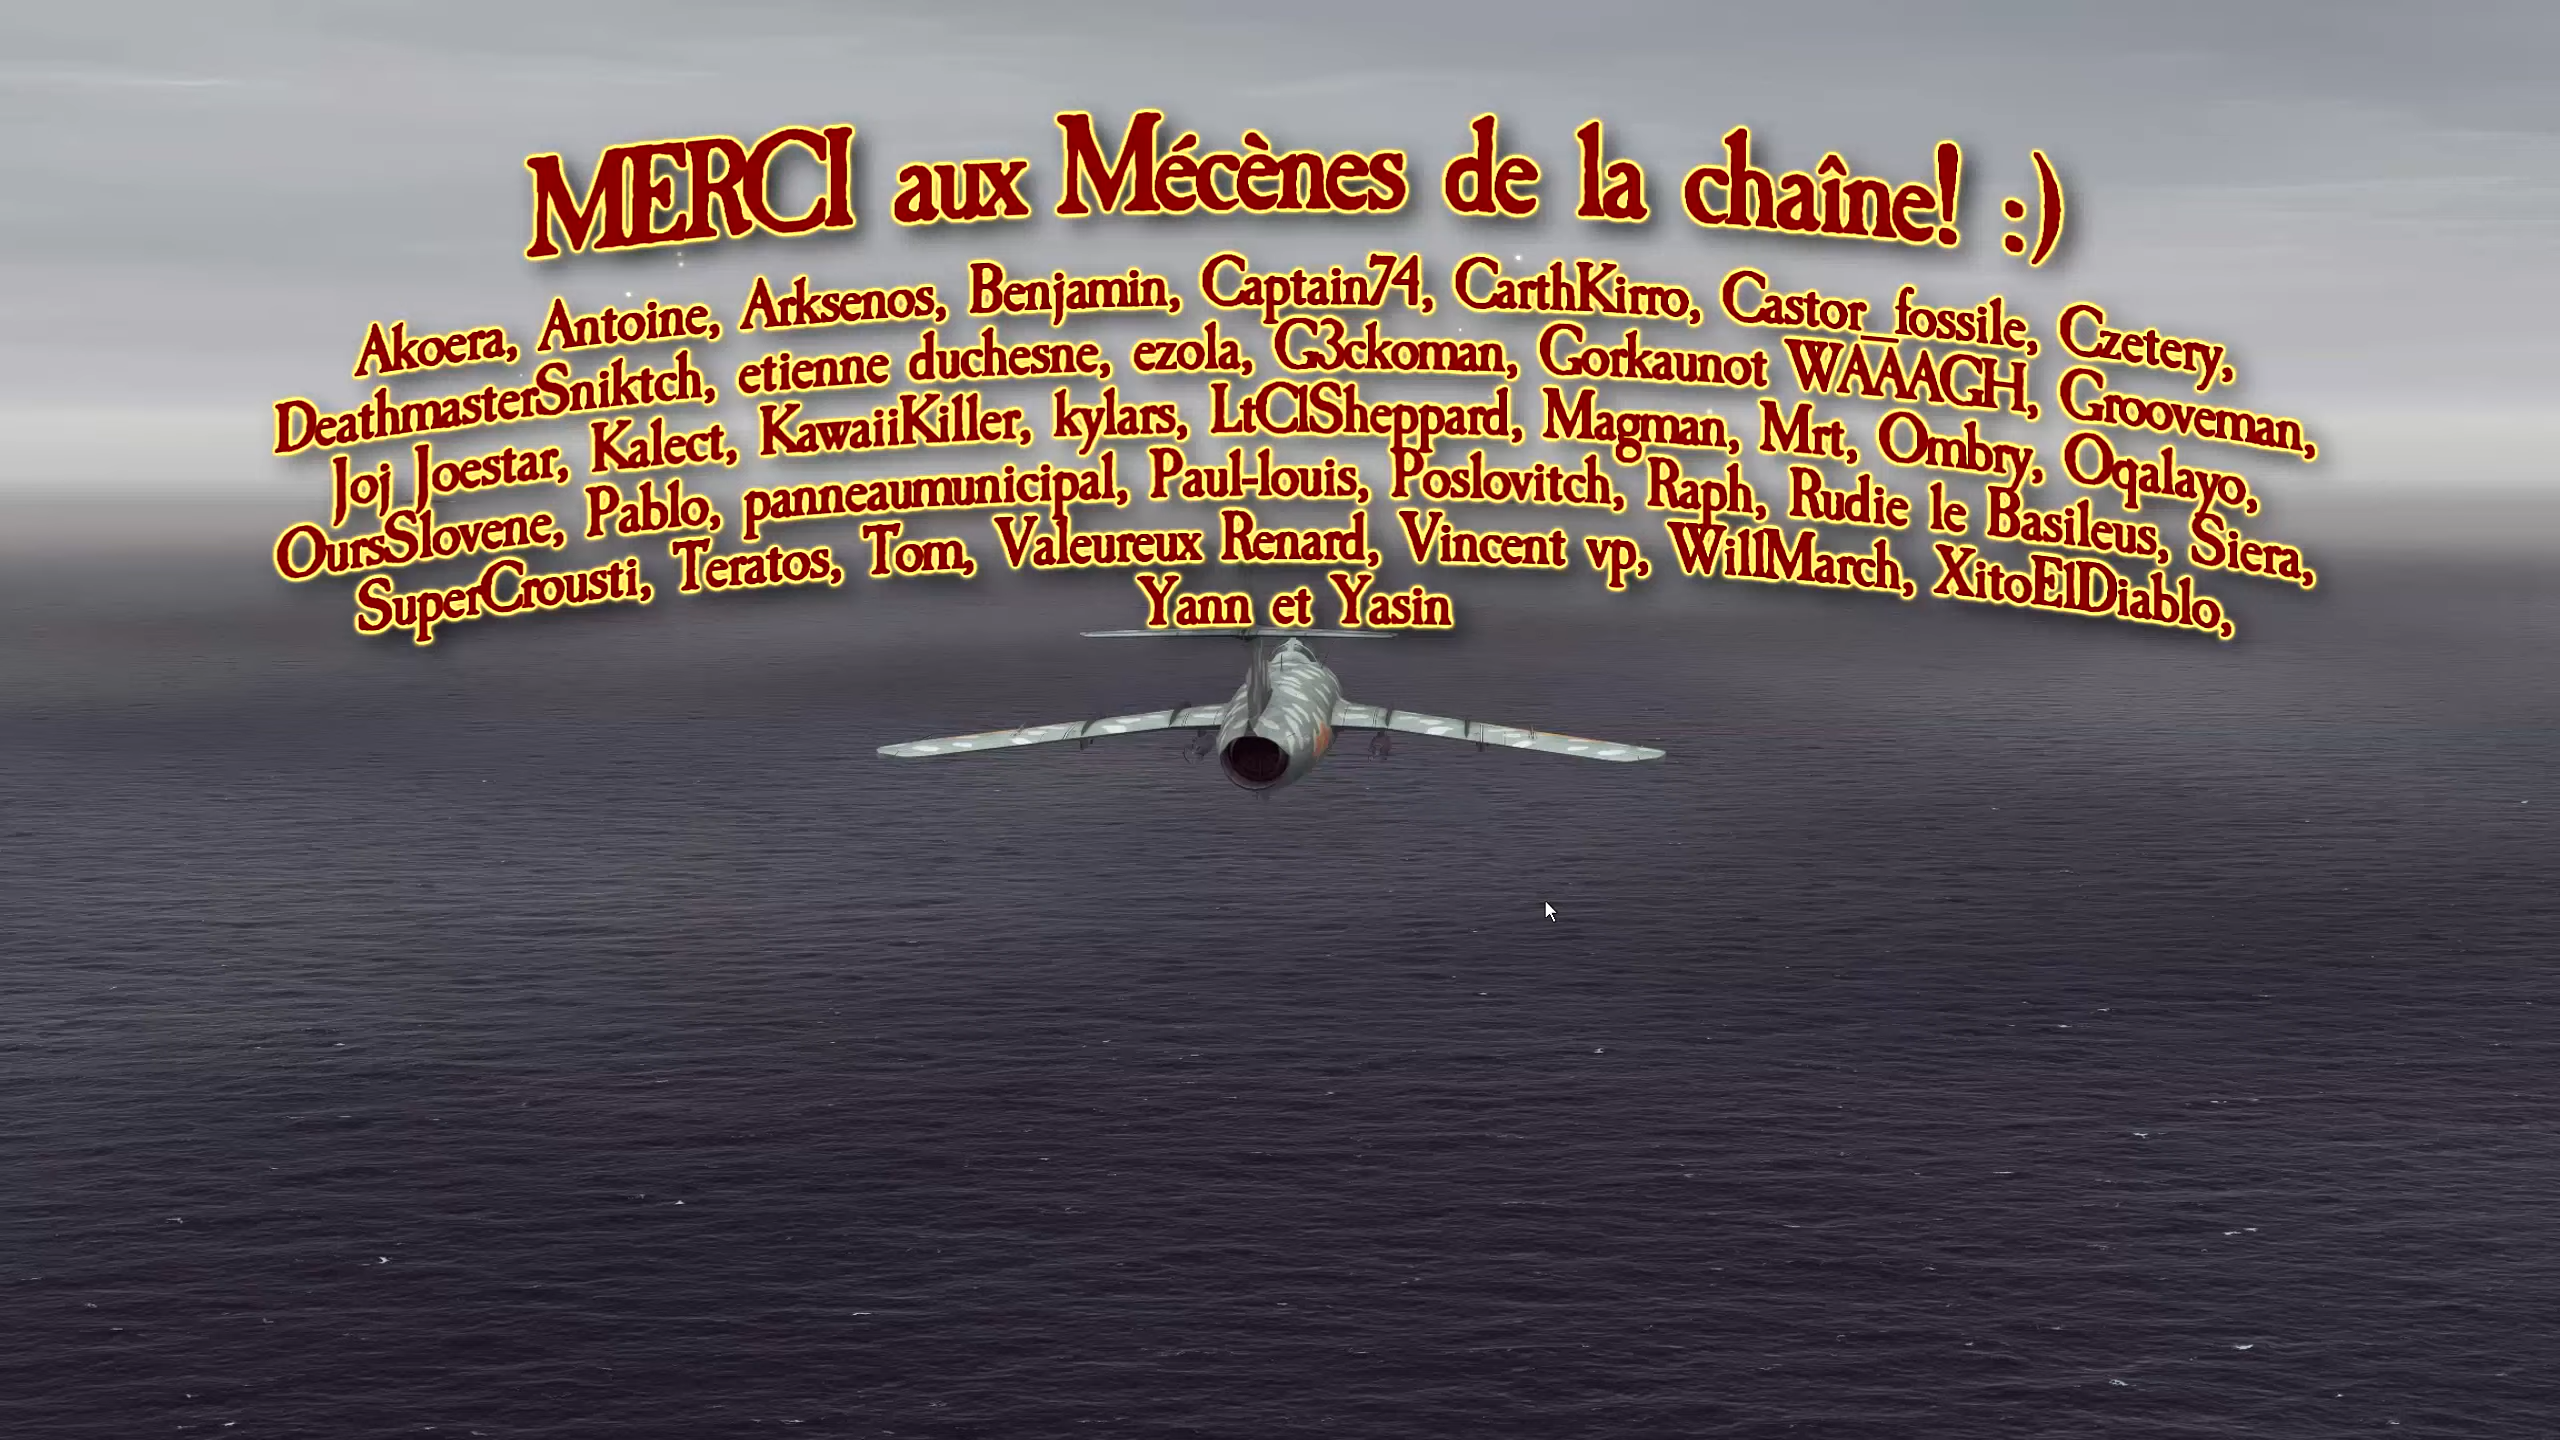 MERCI aux Mécènes de la chaîne! :)
Akoera, Antoine, Arksenos, Benjamin, Captain74, CarthKirro, Castor_fossile, Czetery,
DeathmasterSniktch, etienne duchesne, ezola, G3ckoman, Gorkaunot WAAAGH, Grooveman,
Joj Joestar, Kalect, KawaiiKiller, kylars, LtClSheppard, Magman, Mrt, Ombry, Oqalayo,
OursSlovene, Pablo, panneaumunicipal, Paul-louis, Poslovitch, Raph, Rudie le Basileus, Siera,
SuperCrousti, Teratos, Tom, Valeureux Renard, Vincent vp, WillMarch, XitoElDiablo,
Yann et Yasin